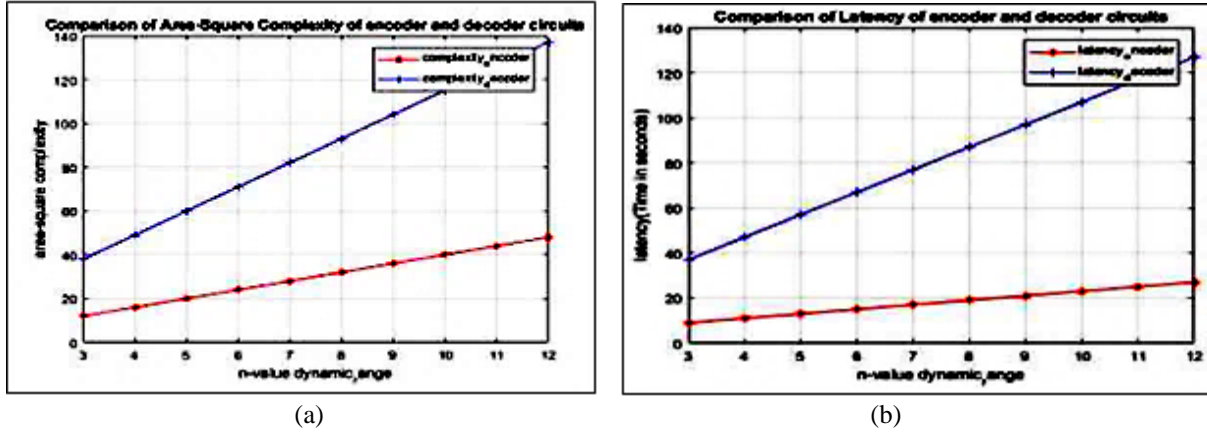 Comparison of Area-Square Complexity of encoder and decoder circuits
140
120
100
80
60
40
20
0
area-square complexity
complexity_encoder
complexity_decoder
3 4 5 6 7 8 9 10 11 12
n-value dynamic_range
(a)
Comparison of Latency of encoder and decoder circuits
140
120
100
80
60
40
20
0
latency(Time in seconds)
latency_encoder
latency_decoder
3 4 5 6 7 8 9 10 11 12
n-value dynamic_range
(b)